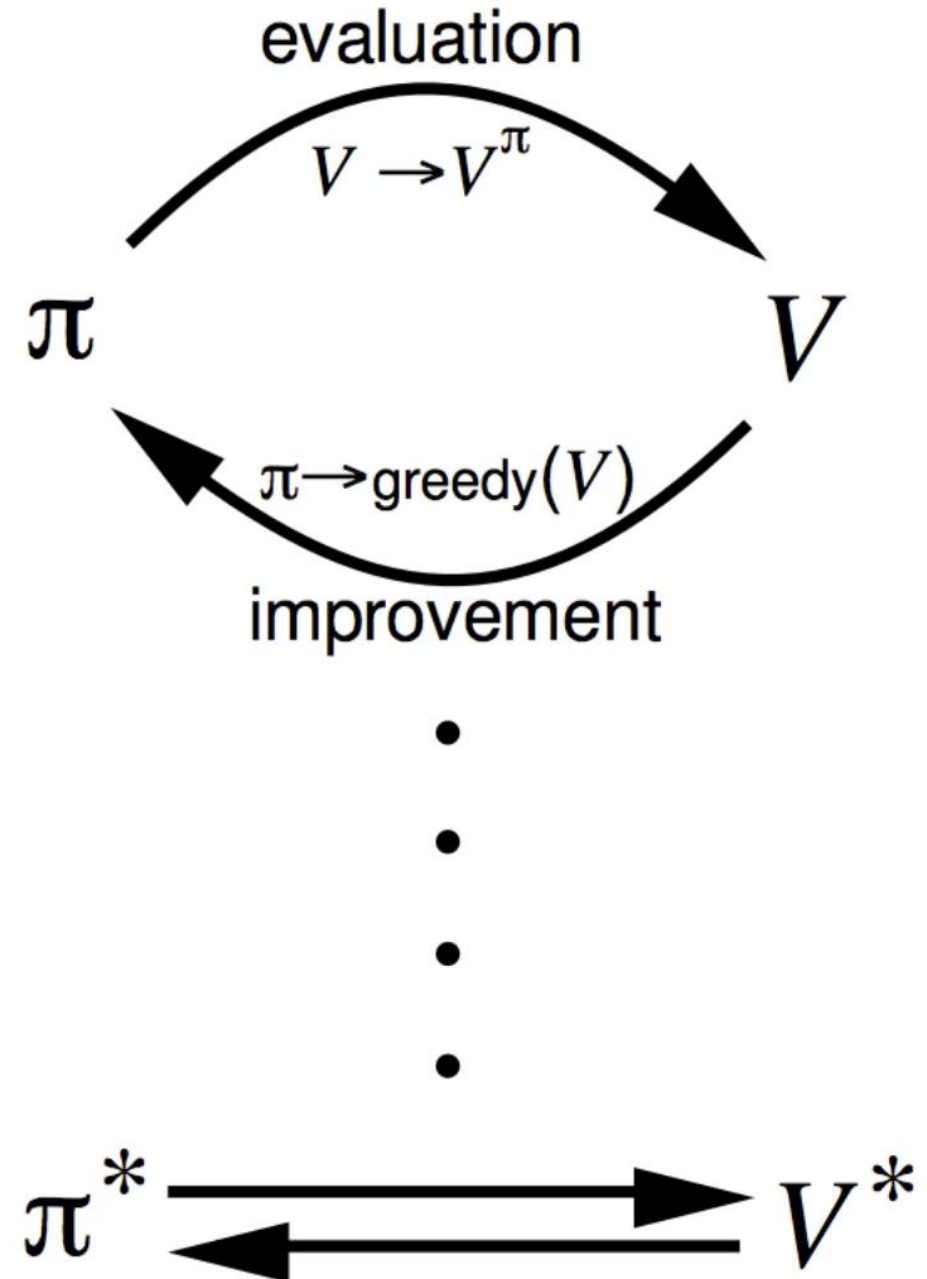 evaluation
V → V^π
π V
π→greedy(V)
improvement
π* V*